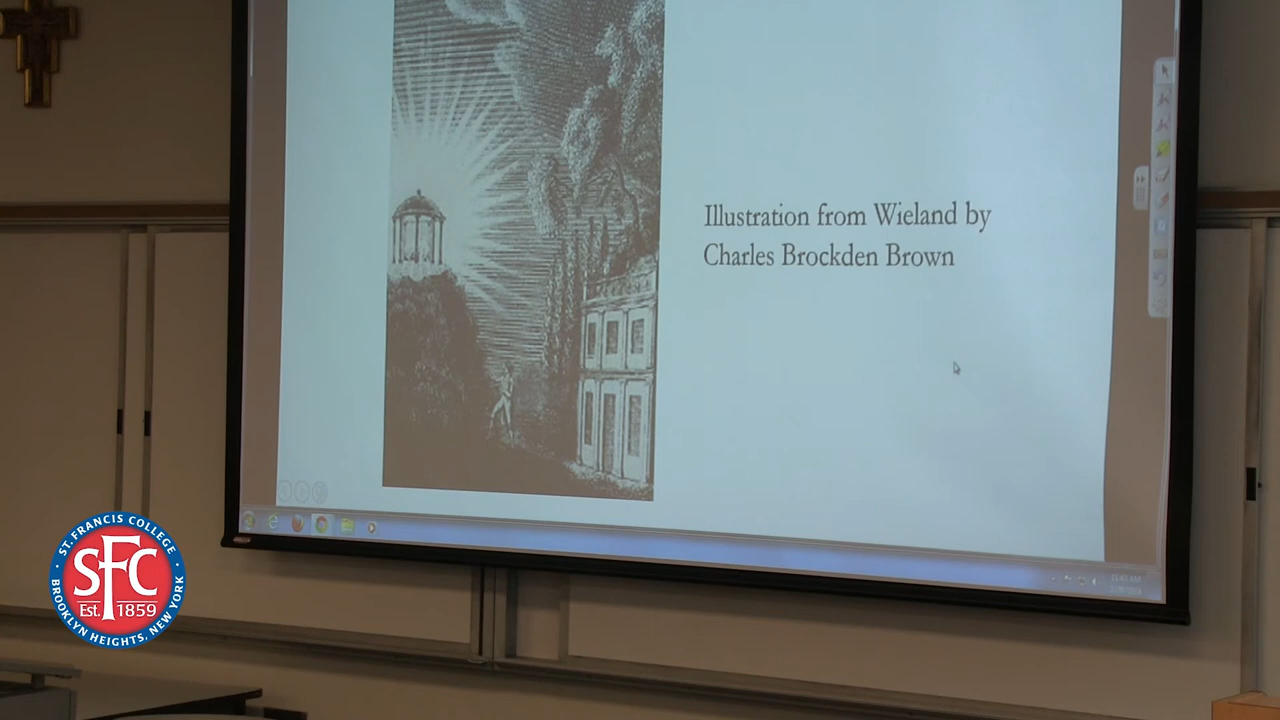 Illustration from Wieland by
Charles Brockden Brown
ST. FRANCIS COLLEGE
SFC
Est. 1859
BROOKLYN HEIGHTS, NEW YORK